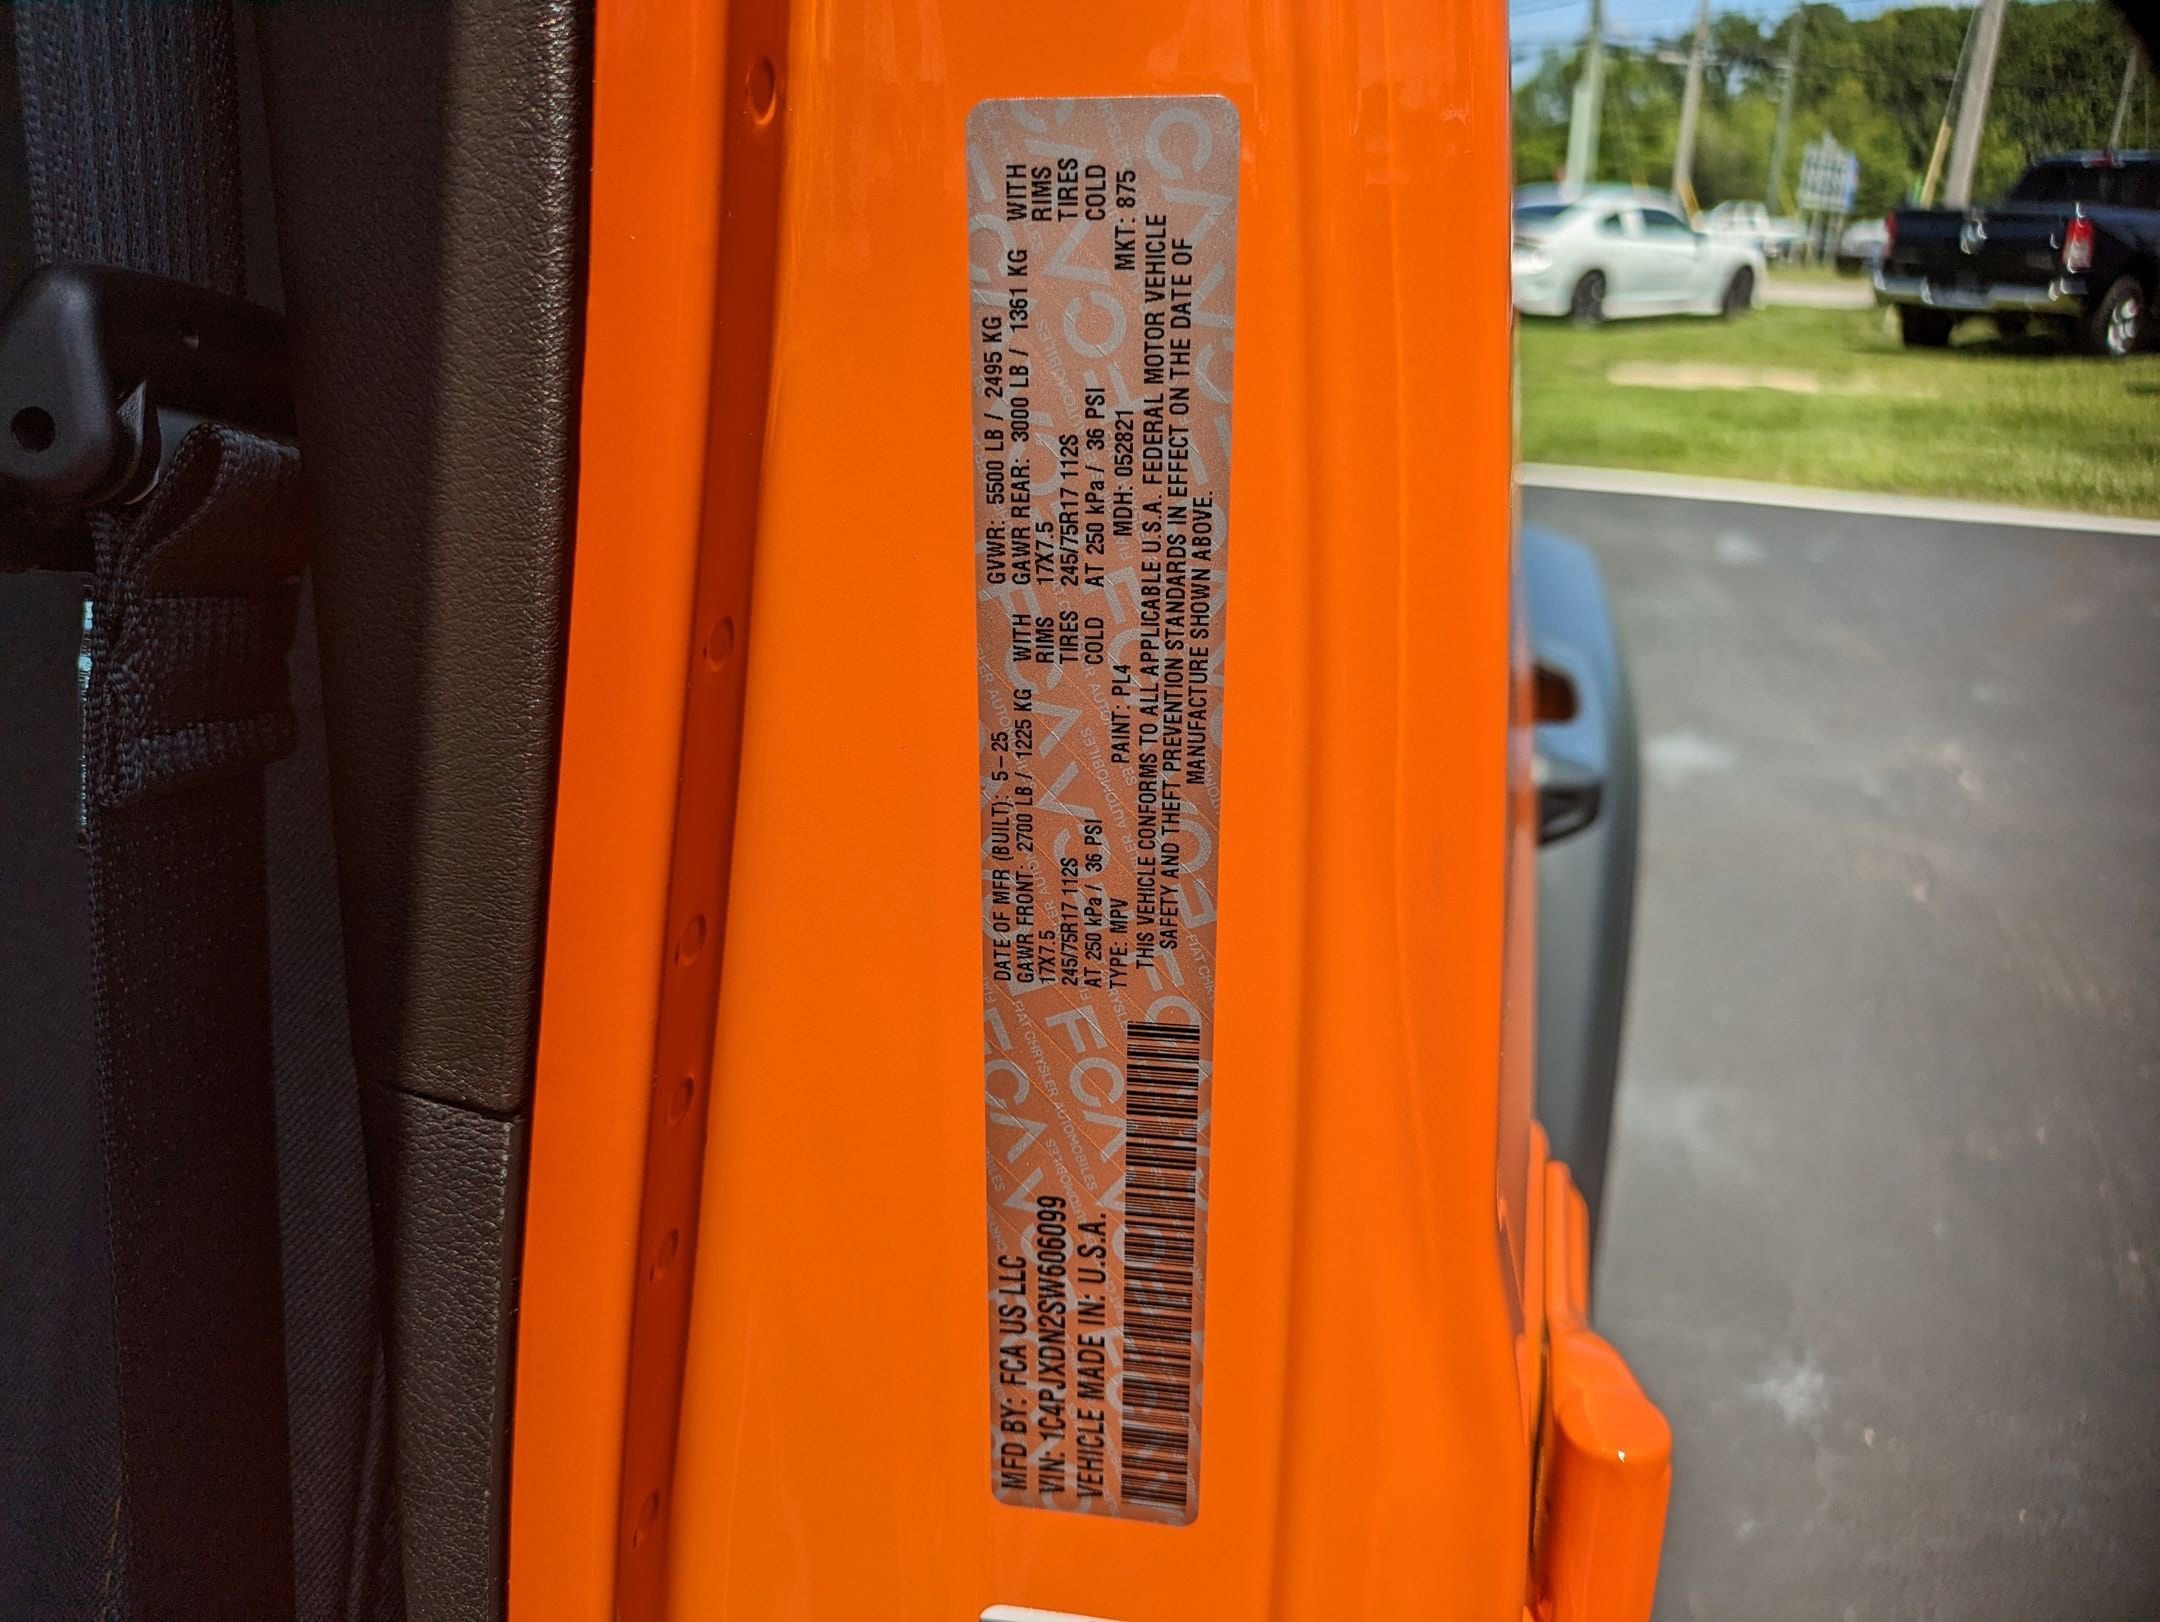 MFD BY: FCA US LLC
VIN: 1C4PJXDN2SW606099
VEHICLE MADE IN: U.S.A.
DATE OF MFR (BUILT): 5-25 GVWR: 5500 LB / 2495 KG
GAWR FRONT: 2700 LB / 1225 KG WITH GAWR REAR: 3000 LB / 1361 KG WITH
17X7.5 RIMS 17X7.5 RIMS
245/75R17 112S TIRES 245/75R17 112S TIRES
AT 250 kPa / 36 PSI COLD AT 250 kPa / 36 PSI COLD
TYPE: MPV PAINT: PL4 MDH: 052821 MKT: 875
THIS VEHICLE CONFORMS TO ALL APPLICABLE U.S.A. FEDERAL MOTOR VEHICLE
SAFETY AND THEFT PREVENTION STANDARDS IN EFFECT ON THE DATE OF
MANUFACTURE SHOWN ABOVE.
FCA
FIAT CHRYSLER AUTOMOBILES